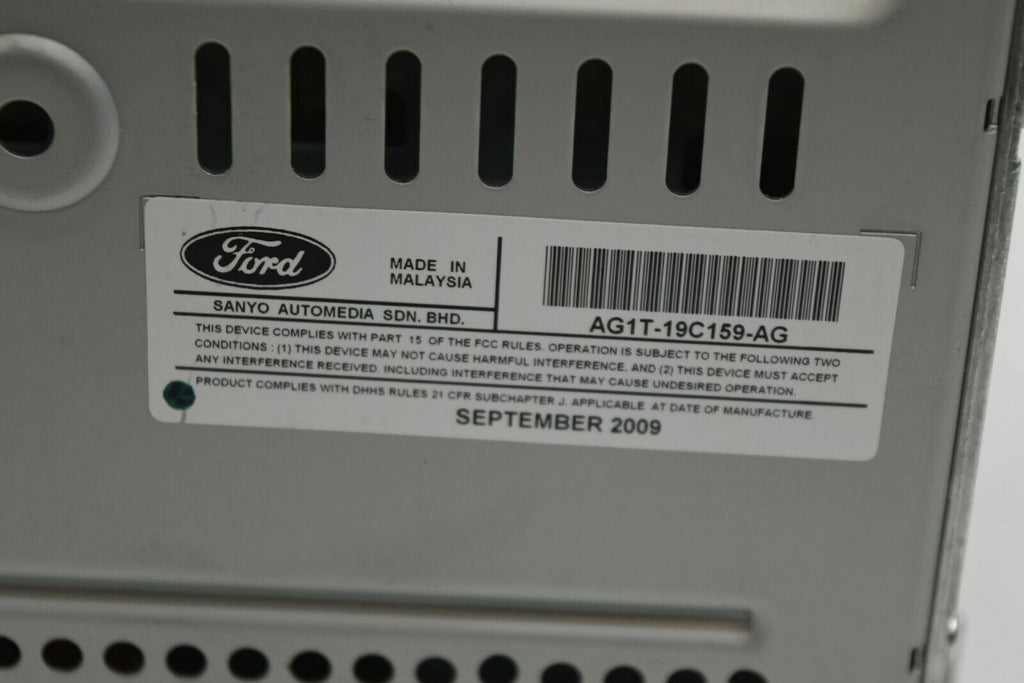 Ford
MADE IN
MALAYSIA
SANYO AUTOMEDIA SDN. BHD.
AG1T-19C159-AG
THIS DEVICE COMPLIES WITH PART 15 OF THE FCC RULES. OPERATION IS SUBJECT TO THE FOLLOWING TWO
CONDITIONS : (1) THIS DEVICE MAY NOT CAUSE HARMFUL INTERFERENCE, AND (2) THIS DEVICE MUST ACCEPT
ANY INTERFERENCE RECEIVED, INCLUDING INTERFERENCE THAT MAY CAUSE UNDESIRED OPERATION.
PRODUCT COMPLIES WITH DHHS RULES 21 CFR SUBCHAPTER J. APPLICABLE AT DATE OF MANUFACTURE.
SEPTEMBER 2009